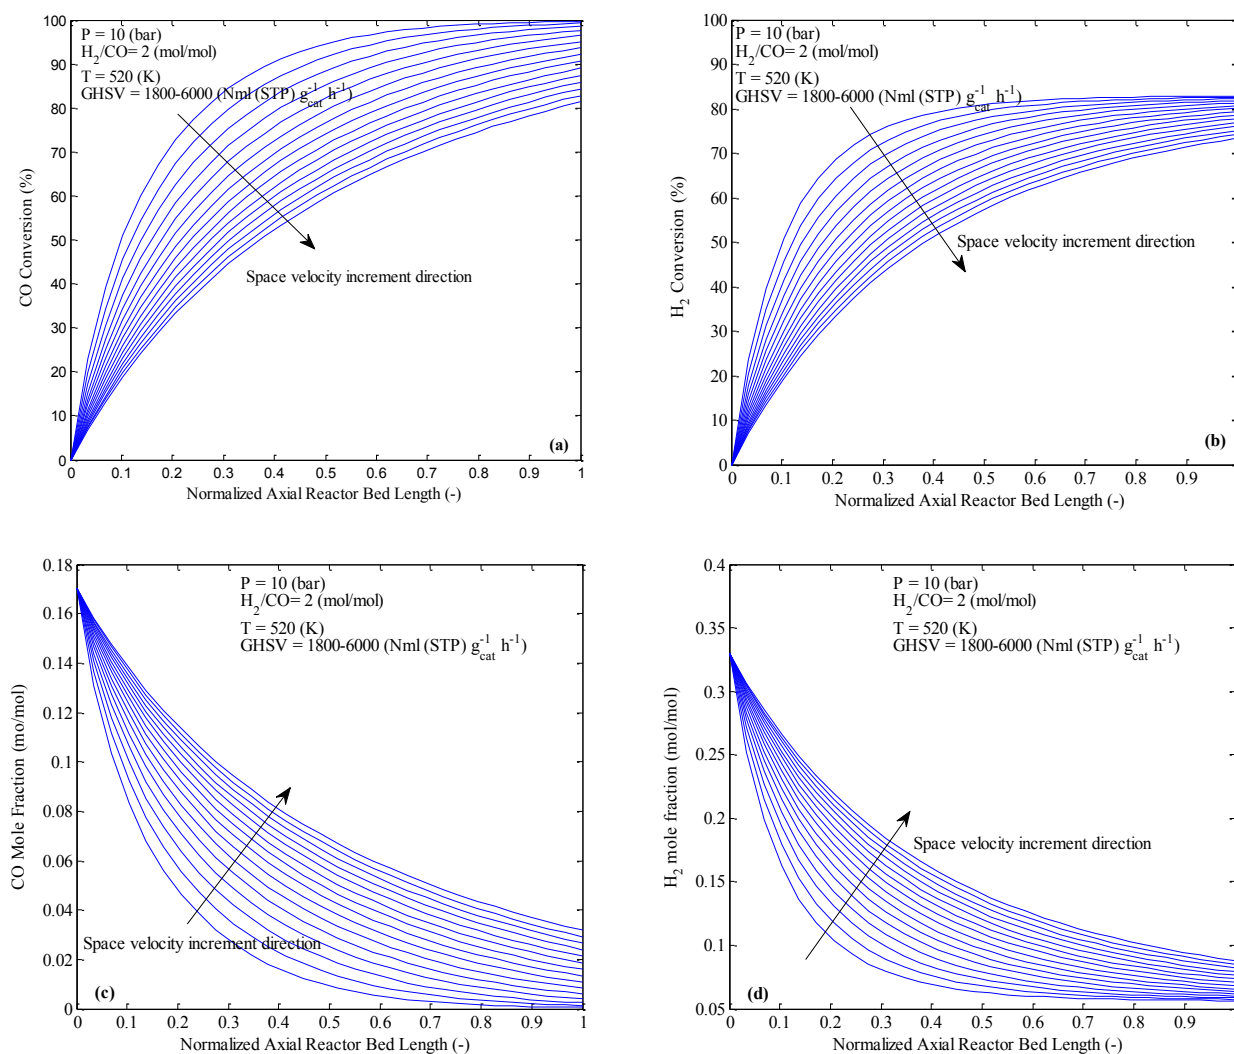 100
90
80
70
60
50
40
30
20
10
0
CO Conversion (%)
P = 10 (bar)
H2/CO= 2 (mol/mol)
T = 520 (K)
GHSV = 1800-6000 (Nml (STP) g-1cat h-1)
Space velocity increment direction
(a)
0 0.1 0.2 0.3 0.4 0.5 0.6 0.7 0.8 0.9 1
Normalized Axial Reactor Bed Length (-)
100
90
80
70
60
50
40
30
20
10
0
H2 Conversion (%)
P = 10 (bar)
H2/CO= 2 (mol/mol)
T = 520 (K)
GHSV = 1800-6000 (Nml (STP) g-1cat h-1)
Space velocity increment direction
(b)
0 0.1 0.2 0.3 0.4 0.5 0.6 0.7 0.8 0.9
Normalized Axial Reactor Bed Length (-)
0.18
0.16
0.14
0.12
0.1
0.08
0.06
0.04
0.02
0
CO Mole Fraction (mo/mol)
P = 10 (bar)
H2/CO= 2 (mol/mol)
T = 520 (K)
GHSV = 1800-6000 (Nml (STP) g-1cat h-1)
Space velocity increment direction
(c)
0 0.1 0.2 0.3 0.4 0.5 0.6 0.7 0.8 0.9 1
Normalized Axial Reactor Bed Length (-)
0.4
0.35
0.3
0.25
0.2
0.15
0.1
0.05
H2 mole fraction (mol/mol)
P = 10 (bar)
H2/CO= 2 (mol/mol)
T = 520 (K)
GHSV = 1800-6000 (Nml (STP) g-1cat h-1)
Space velocity increment direction
(d)
0 0.1 0.2 0.3 0.4 0.5 0.6 0.7 0.8 0.9
Normalized Axial Reactor Bed Length (-)